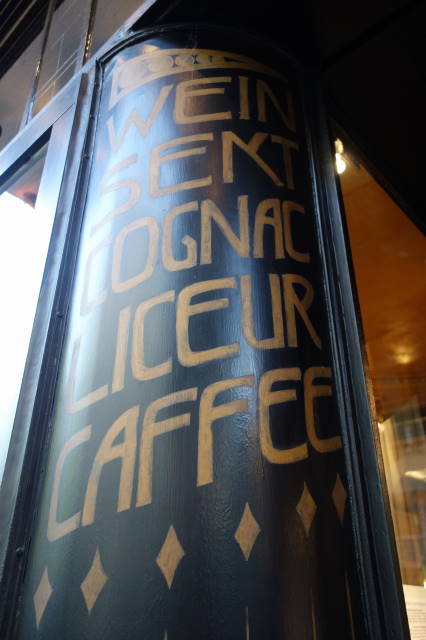 WEIN
SEKT
COGNAC
LICEUR
CAFFEE